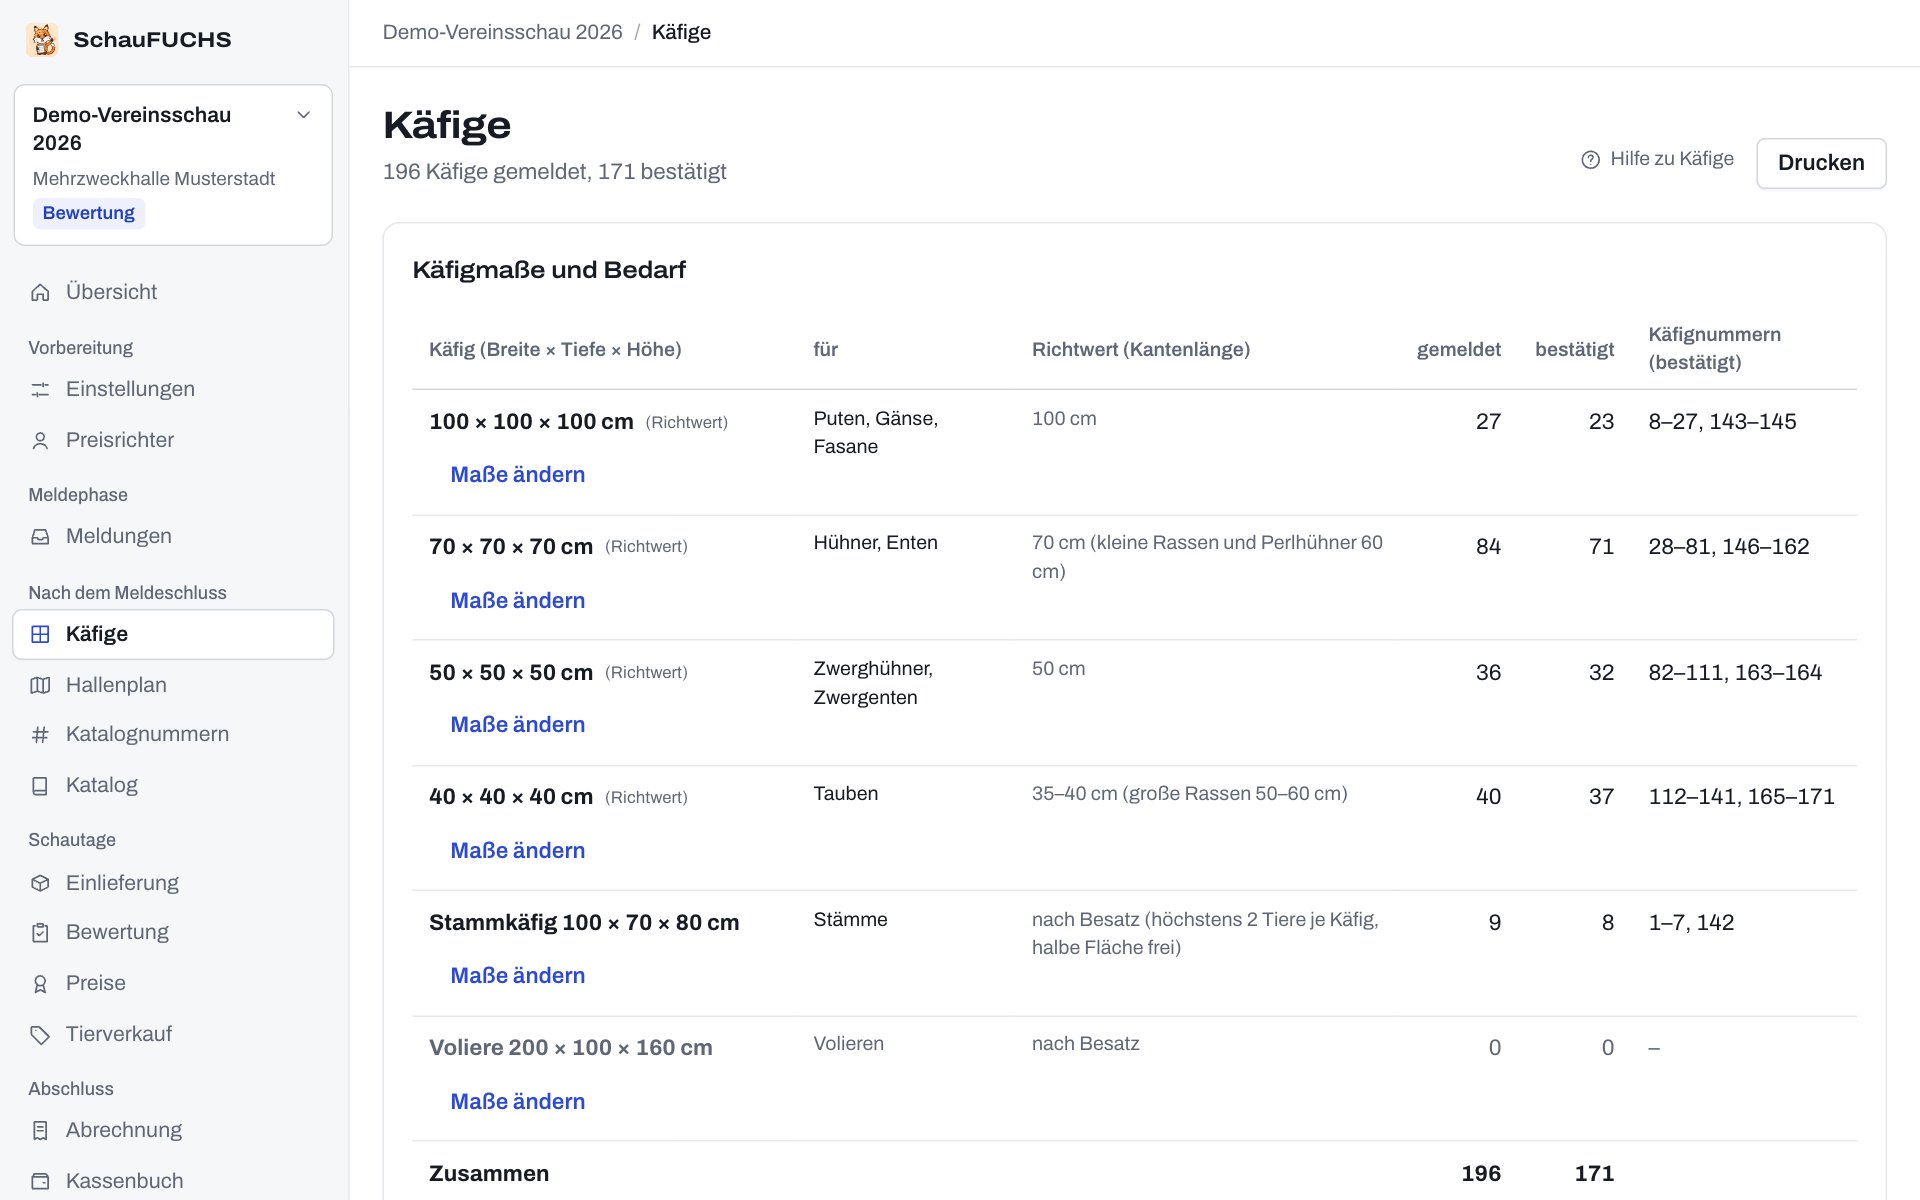 SchauFUCHS
Demo-Vereinsschau
2026
Mehrzweckhalle Musterstadt
Bewertung
Übersicht
Vorbereitung
Einstellungen
Preisrichter
Meldephase
Meldungen
Nach dem Meldeschluss
Käfige
Hallenplan
Katalognummern
Katalog
Schautage
Einlieferung
Bewertung
Preise
Tierverkauf
Abschluss
Abrechnung
Kassenbuch
Demo-Vereinsschau 2026 / Käfige
Käfige
196 Käfige gemeldet, 171 bestätigt
Hilfe zu Käfige
Drucken
Käfigmaße und Bedarf
Käfig (Breite × Tiefe × Höhe) für Richtwert (Kantenlänge) gemeldet bestätigt Käfignummern
(bestätigt)
100 × 100 × 100 cm (Richtwert) Puten, Gänse, 100 cm 27 23 8–27, 143–145
Fasane
Maße ändern
70 × 70 × 70 cm (Richtwert) Hühner, Enten 70 cm (kleine Rassen und Perlhühner 60 84 71 28–81, 146–162
cm)
Maße ändern
50 × 50 × 50 cm (Richtwert) Zwerghühner, 50 cm 36 32 82–111, 163–164
Zwergenten
Maße ändern
40 × 40 × 40 cm (Richtwert) Tauben 35–40 cm (große Rassen 50–60 cm) 40 37 112–141, 165–171
Maße ändern
Stammkäfig 100 × 70 × 80 cm Stämme nach Besatz (höchstens 2 Tiere je Käfig, 9 8 1–7, 142
halbe Fläche frei)
Maße ändern
Voliere 200 × 100 × 160 cm Volieren nach Besatz 0 0 –
Maße ändern
Zusammen 196 171